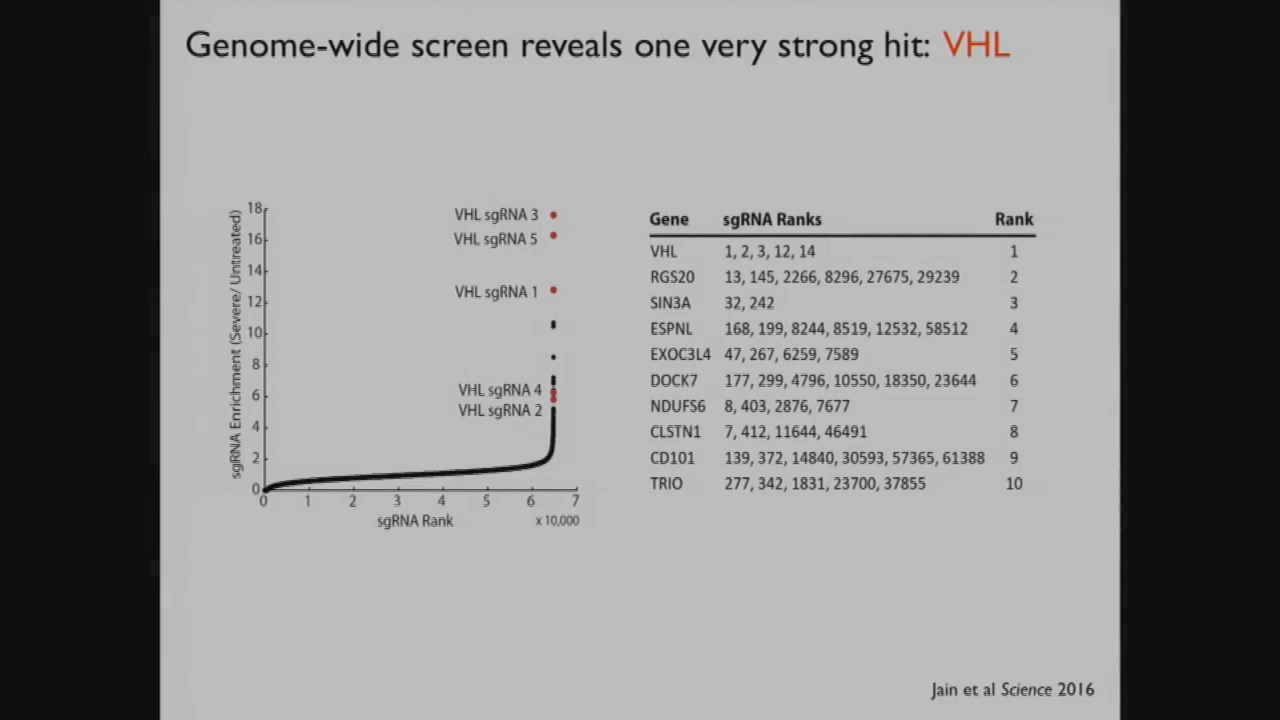 Genome-wide screen reveals one very strong hit: VHL
sgRNA Enrichment (Severe/ Untreated)
18
16
14
12
10
8
6
4
2
0
VHL sgRNA 3
VHL sgRNA 5
VHL sgRNA 1
VHL sgRNA 4
VHL sgRNA 2
0 1 2 3 4 5 6 7
sgRNA Rank x 10,000
Gene sgRNA Ranks Rank
VHL 1, 2, 3, 12, 14 1
RGS20 13, 145, 2266, 8296, 27675, 29239 2
SIN3A 32, 242 3
ESPNL 168, 199, 8244, 8519, 12532, 58512 4
EXOC3L4 47, 267, 6259, 7589 5
DOCK7 177, 299, 4796, 10550, 18350, 23644 6
NDUFS6 8, 403, 2876, 7677 7
CLSTN1 7, 412, 11644, 46491 8
CD101 139, 372, 14840, 30593, 57365, 61388 9
TRIO 277, 342, 1831, 23700, 37855 10
Jain et al Science 2016